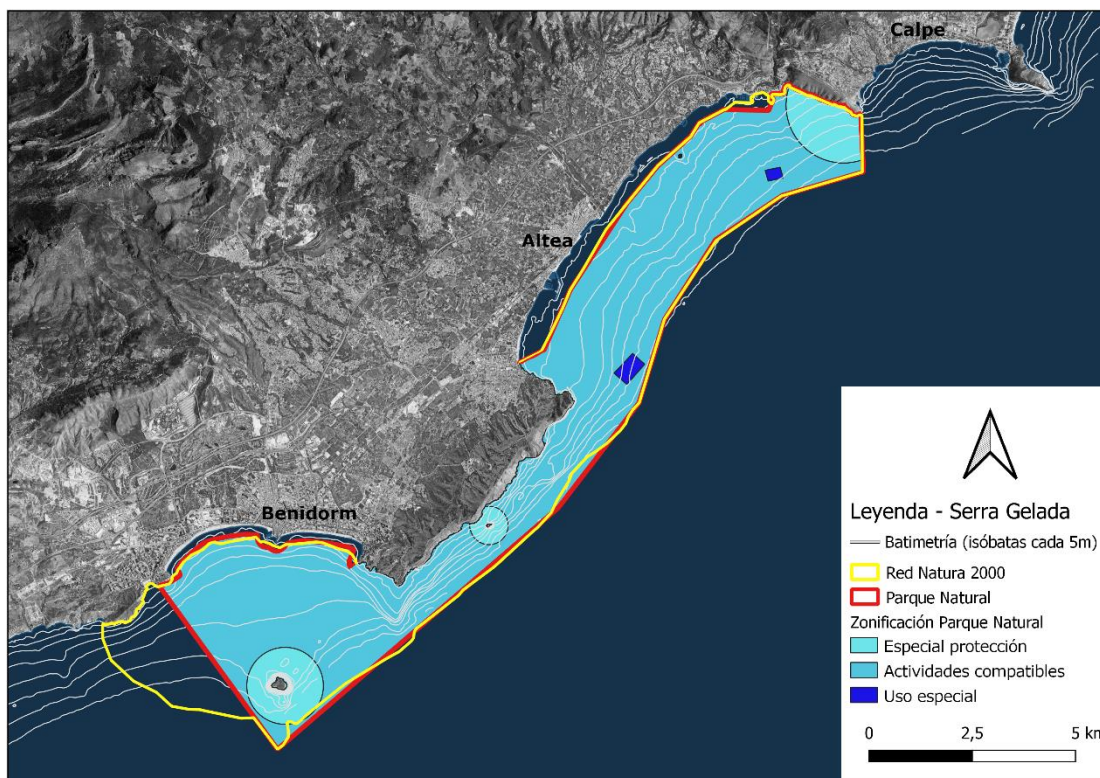 Calpe
Altea
Benidorm
Leyenda - Serra Gelada
Batimetría (isóbatas cada 5m)
Red Natura 2000
Parque Natural
Zonificación Parque Natural
Especial protección
Actividades compatibles
Uso especial
0 2,5 5 km